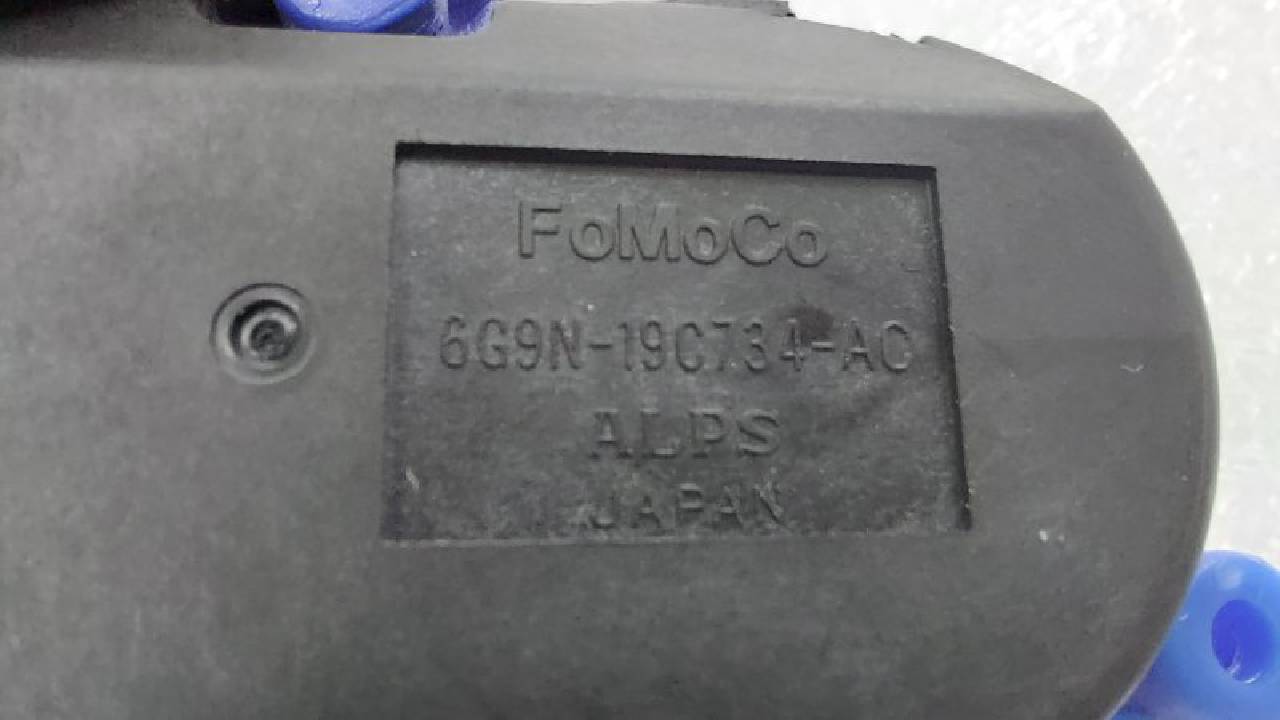 FoMoCo
6G9N-19C734-AC
ALPS
JAPAN